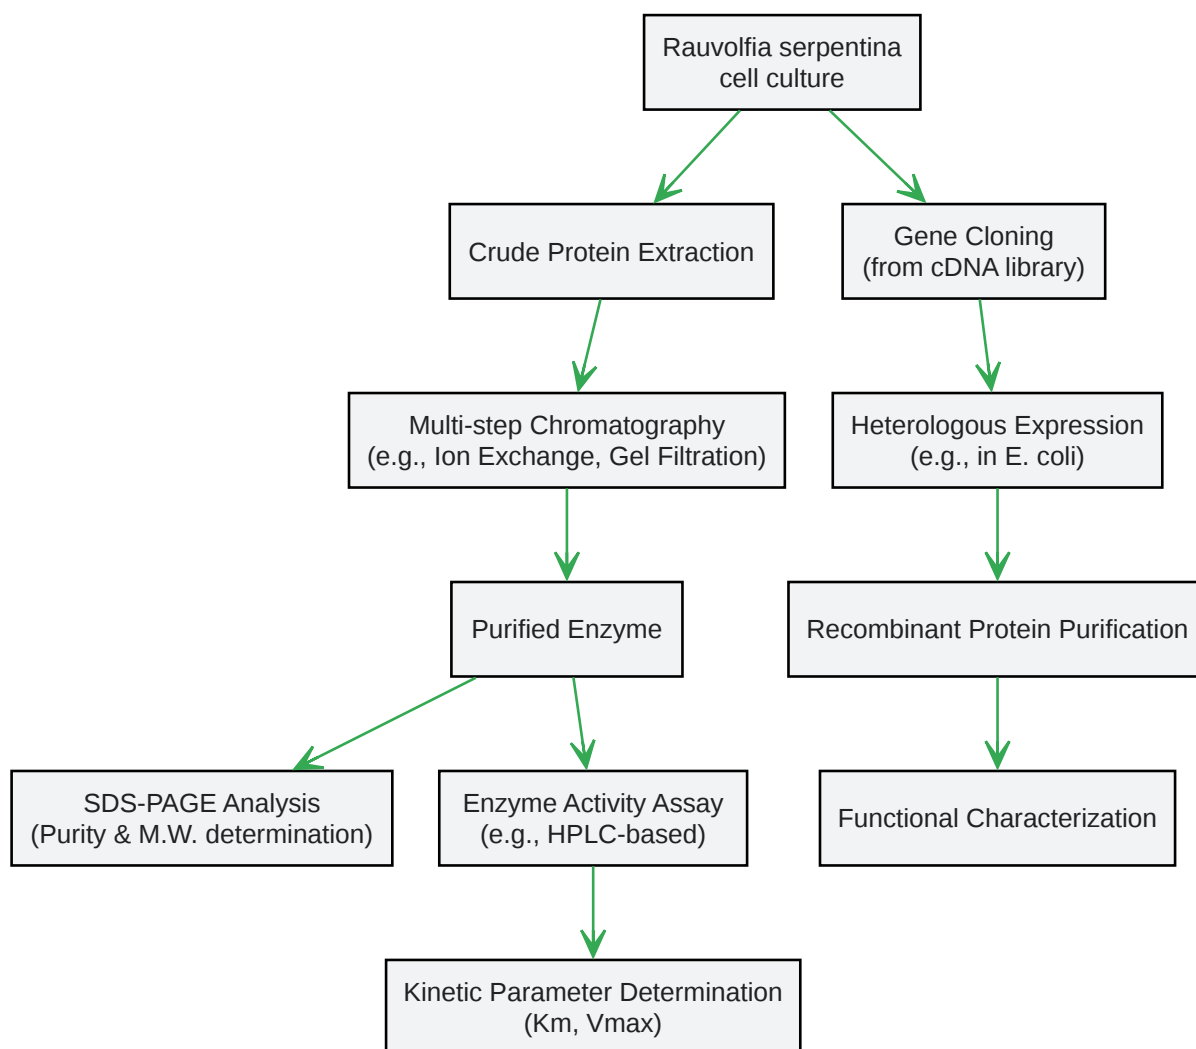 Rauvolfia serpentina
cell culture
Crude Protein Extraction
Gene Cloning
(from cDNA library)
Multi-step Chromatography
(e.g., Ion Exchange, Gel Filtration)
Heterologous Expression
(e.g., in E. coli)
Purified Enzyme
Recombinant Protein Purification
SDS-PAGE Analysis
(Purity & M.W. determination)
Enzyme Activity Assay
(e.g., HPLC-based)
Functional Characterization
Kinetic Parameter Determination
(Km, Vmax)